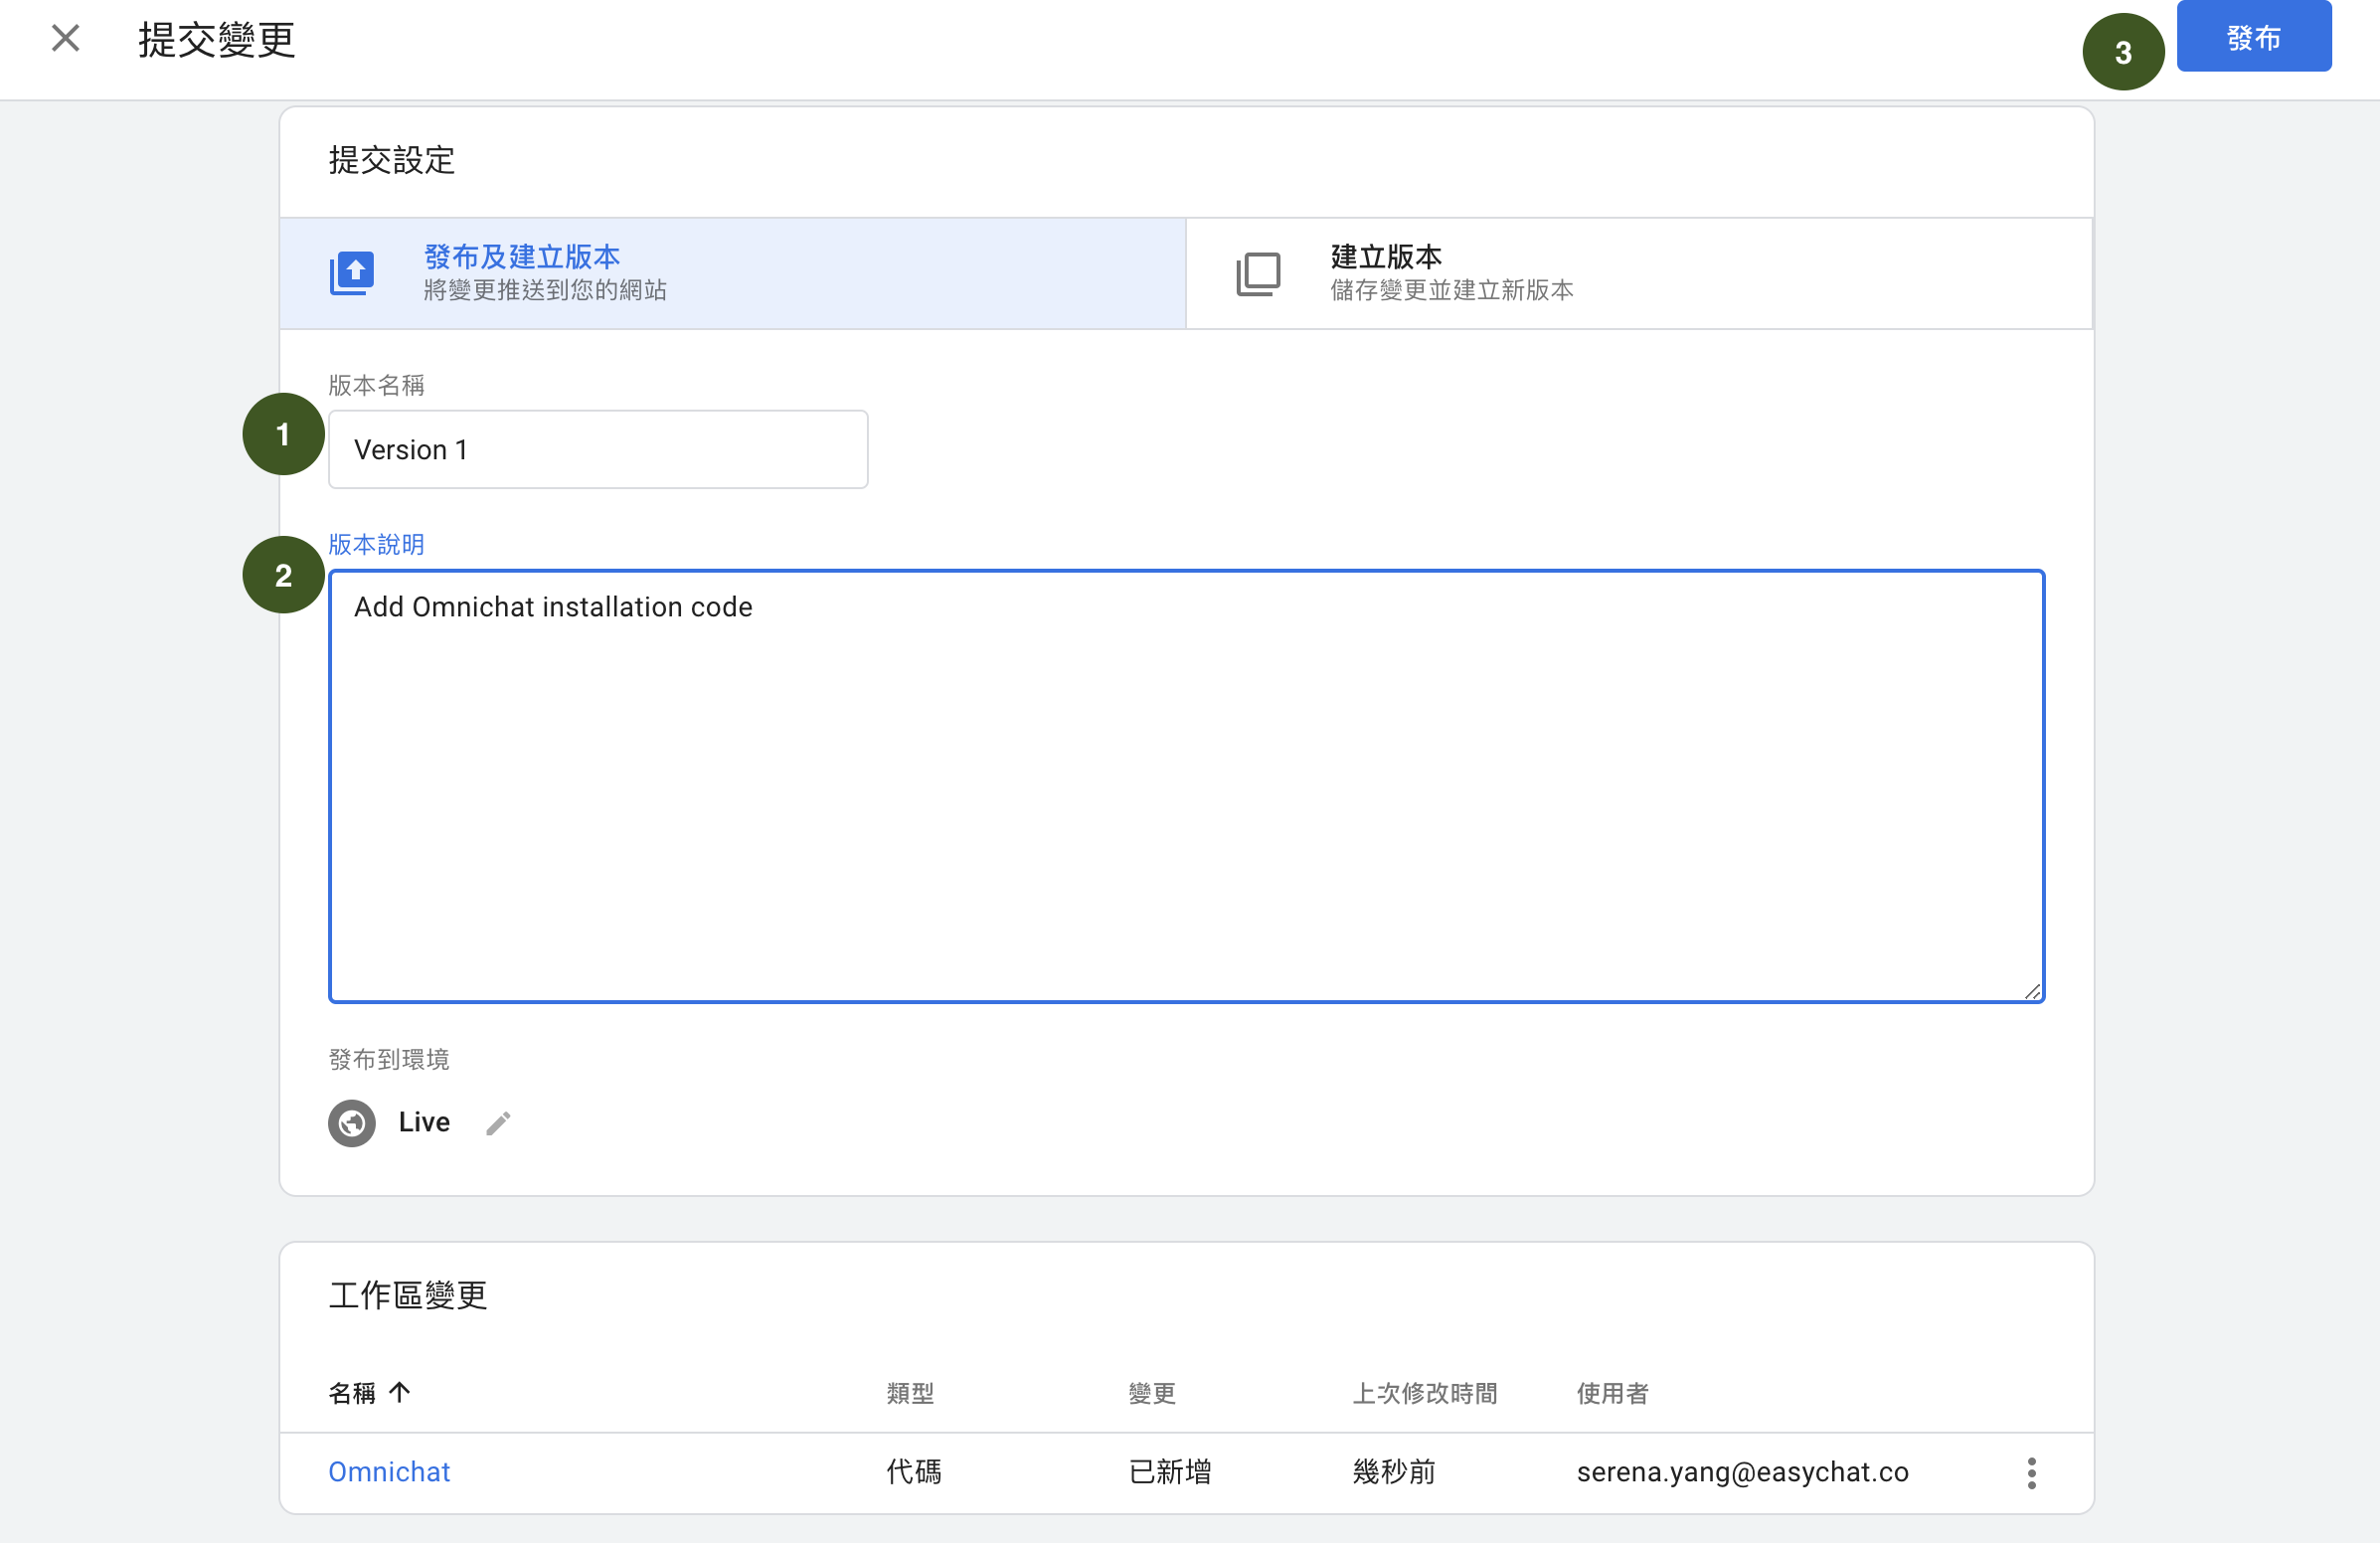 提交變更
3
發布
提交設定
發布及建立版本
將變更推送到您的網站
建立版本
儲存變更並建立新版本
版本名稱
1
Version 1
版本說明
2
Add Omnichat installation code
發布到環境
Live
工作區變更
名稱 類型 變更 上次修改時間 使用者
Omnichat 代碼 已新增 幾秒前 serena.yang@easychat.co